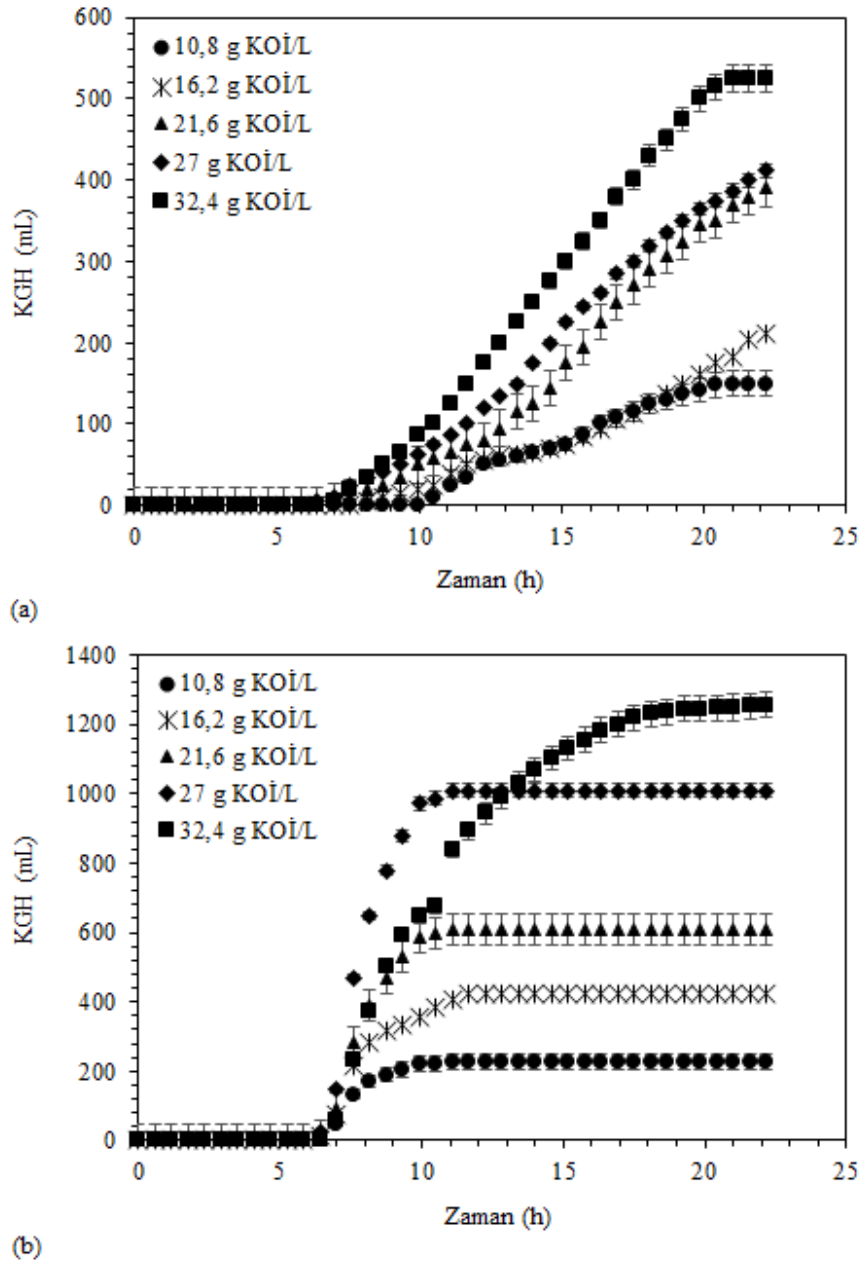 600
500
400
300
200
100
0
KGH (mL)
10,8 g KOİ/L
16,2 g KOİ/L
21,6 g KOİ/L
27 g KOİ/L
32,4 g KOİ/L
0 5 10 15 20 25
Zaman (h)
(a)
1400
1200
1000
800
600
400
200
0
KGH (mL)
10,8 g KOİ/L
16,2 g KOİ/L
21,6 g KOİ/L
27 g KOİ/L
32,4 g KOİ/L
0 5 10 15 20 25
Zaman (h)
(b)